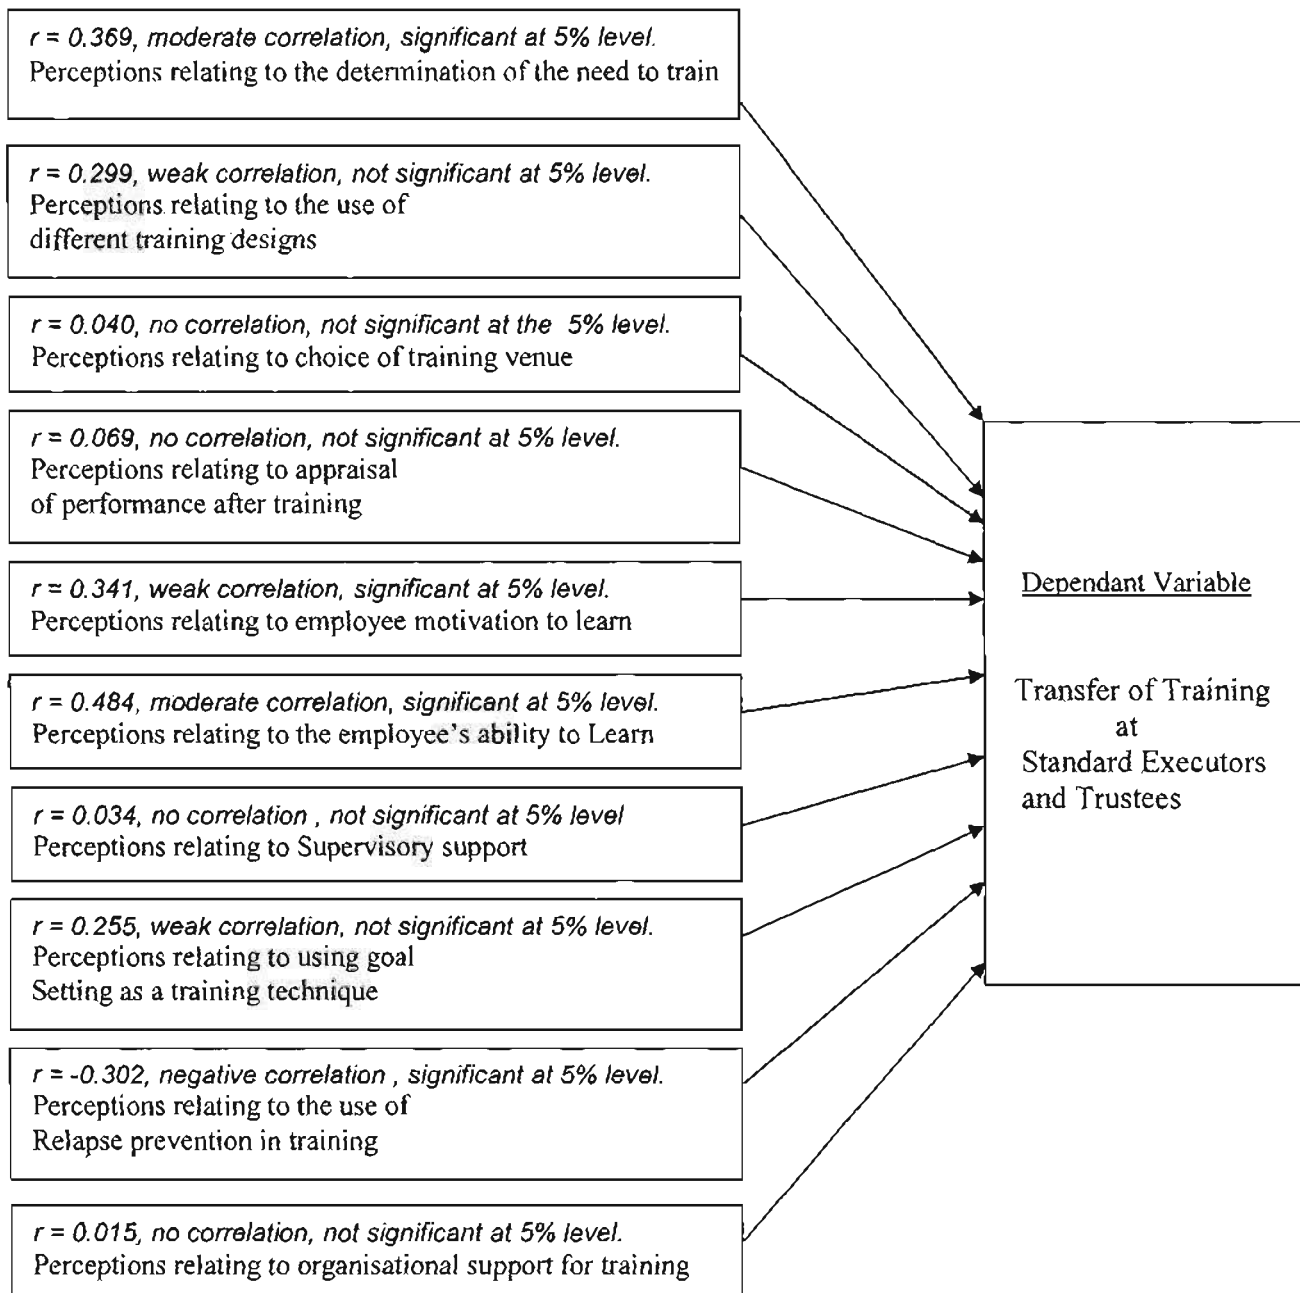 r = 0.369, moderate correlation, significant at 5% level.
Perceptions relating to the determination of the need to train
r = 0.299, weak correlation, not significant at 5% level.
Perceptions relating to the use of
different training designs
r = 0.040, no correlation, not significant at the 5% level.
Perceptions relating to choice of training venue
r = 0.069, no correlation, not significant at 5% level.
Perceptions relating to appraisal
of performance after training
r = 0.341, weak correlation, significant at 5% level.
Perceptions relating to employee motivation to learn
r = 0.484, moderate correlation, significant at 5% level.
Perceptions relating to the employee's ability to Learn
r = 0.034, no correlation , not significant at 5% level
Perceptions relating to Supervisory support
r = 0.255, weak correlation, not significant at 5% level.
Perceptions relating to using goal
Setting as a training technique
r = -0.302, negative correlation , significant at 5% level.
Perceptions relating to the use of
Relapse prevention in training
r = 0.015, no correlation, not significant at 5% level.
Perceptions relating to organisational support for training
Dependant Variable
Transfer of Training
at
Standard Executors
and Trustees